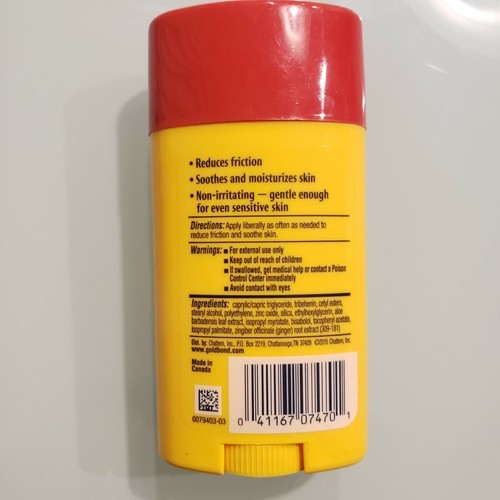 • Reduces friction
• Soothes and moisturizes skin
• Non-irritating — gentle enough
for even sensitive skin
Directions: Apply liberally as often as needed to
reduce friction and soothe skin.
Warnings: ■ For external use only
■ Keep out of reach of children
■ If swallowed, get medical help or contact a Poison
Control Center immediately
■ Avoid contact with eyes
Ingredients: caprylic/capric triglyceride, tribehenin, cetyl esters,
stearyl alcohol, polyethylene, zinc oxide, silica, ethylhexylglycerin, aloe
barbadensis leaf extract, isopropyl myristate, bisabolol, tocopheryl acetate,
isopropyl palmitate, zingiber officinale (ginger) root extract (309-181)
Dist. by: Chattem, Inc., P.O. Box 2219, Chattanooga, TN 37409 ©2015 Chattem, Inc.
www.goldbond.com
Made in
Canada
0079403-03
0 41167 07470 1